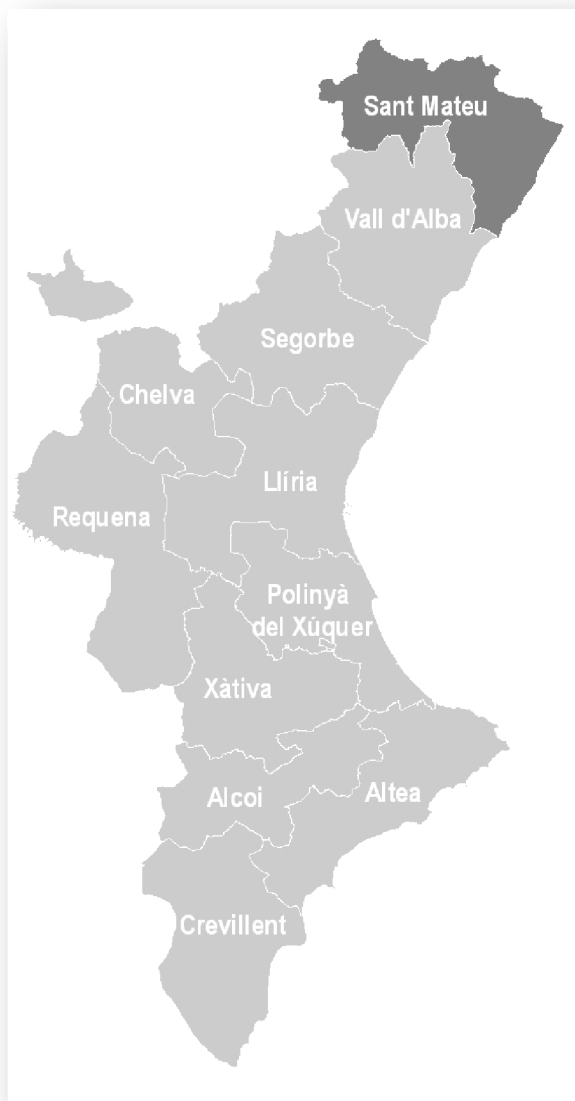 Sant Mateu
Vall d'Alba
Segorbe
Chelva
Llíria
Requena
Polinyà
del Xúquer
Xàtiva
Alcoi
Altea
Crevillent